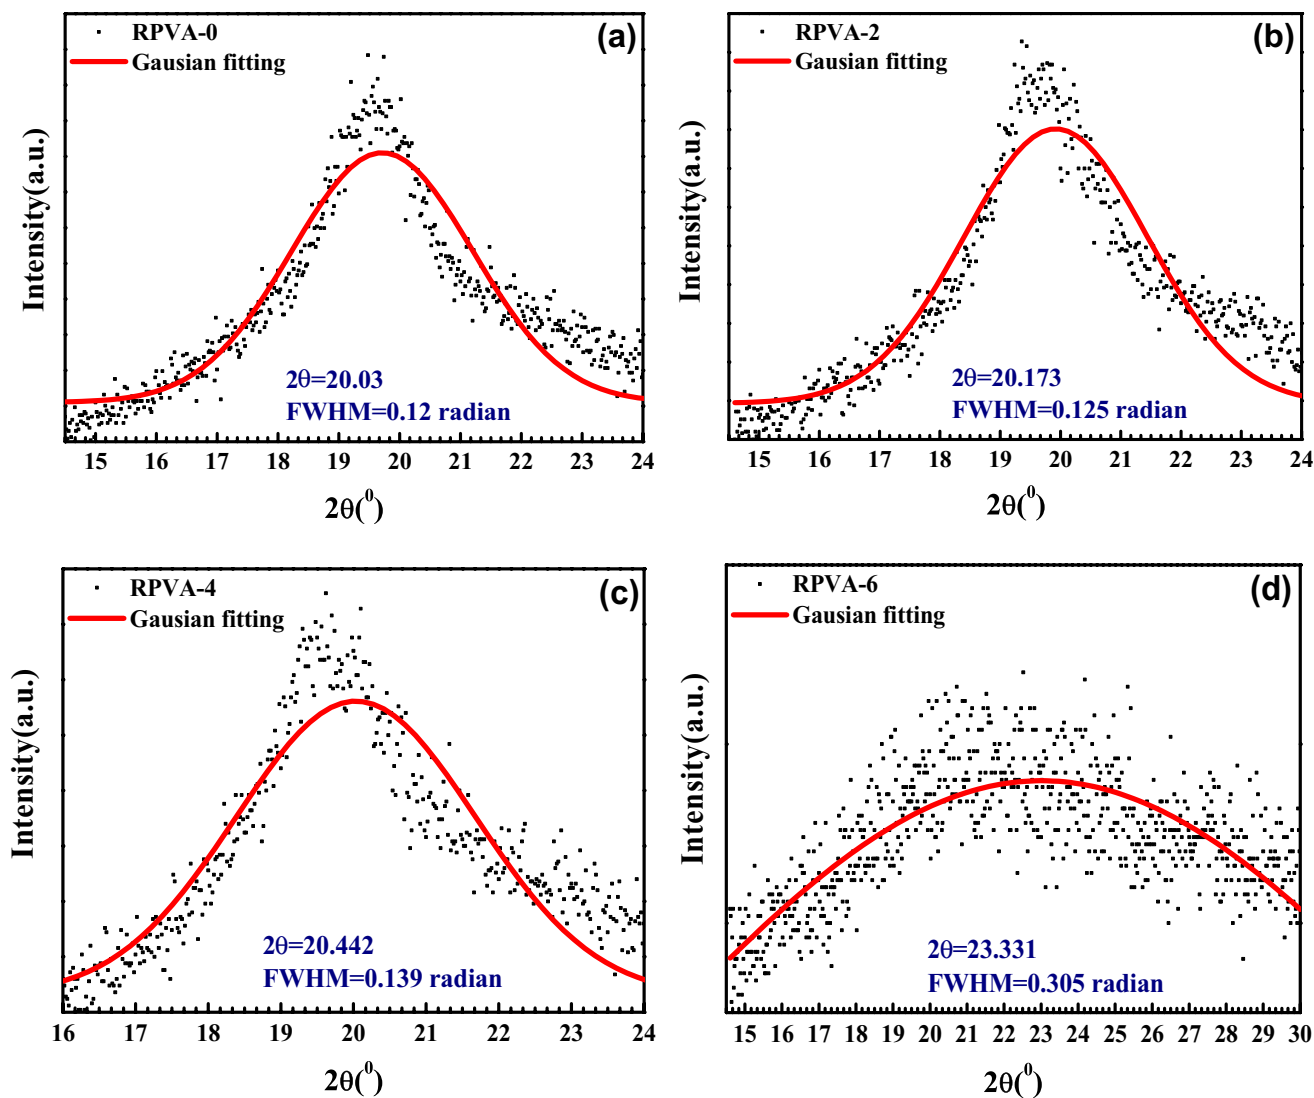 RPVA-0
Gausian fitting
(a)
Intensity(a.u.)
2θ=20.03
FWHM=0.12 radian
15 16 17 18 19 20 21 22 23 24
2θ(⁰)
RPVA-2
Gausian fitting
(b)
Intensity(a.u.)
2θ=20.173
FWHM=0.125 radian
15 16 17 18 19 20 21 22 23 24
2θ(⁰)
RPVA-4
Gausian fitting
(c)
Intensity(a.u.)
2θ=20.442
FWHM=0.139 radian
16 17 18 19 20 21 22 23 24
2θ(⁰)
RPVA-6
Gausian fitting
(d)
Intensity(a.u.)
2θ=23.331
FWHM=0.305 radian
15 16 17 18 19 20 21 22 23 24 25 26 27 28 29 30
2θ(⁰)